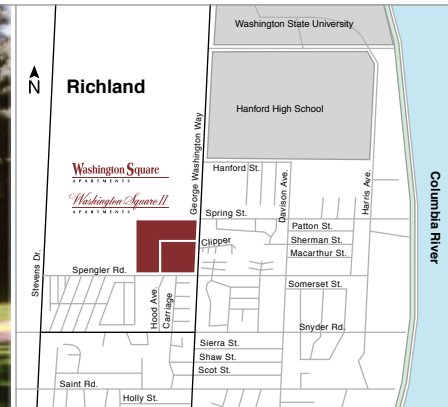 Washington State University
N
Richland
Hanford High School
George Washington Way
Washington Square
APARTMENTS
Washington Square II
APARTMENTS
Hanford St.
Davison Ave.
Harris Ave.
Columbia River
Spring St.
Patton St.
Clipper
Sherman St.
Macarthur St.
Stevens Dr.
Spengler Rd.
Somerset St.
Hood Ave.
Carriage
Snyder Rd.
Sierra St.
Shaw St.
Scot St.
Saint Rd.
Holly St.